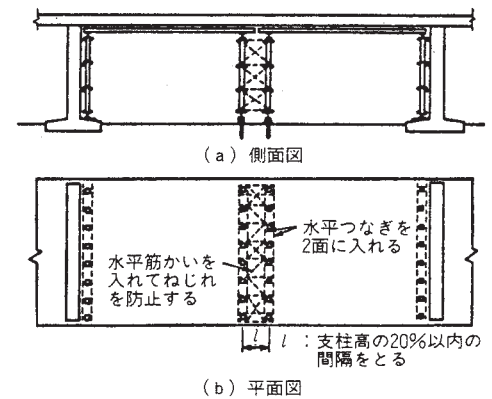 (a)側面図
水平つなぎを
2面に入れる
水平筋かいを
入れてねじれ
を防止する
l
l：支柱高の20%以内の
間隔をとる
(b)平面図